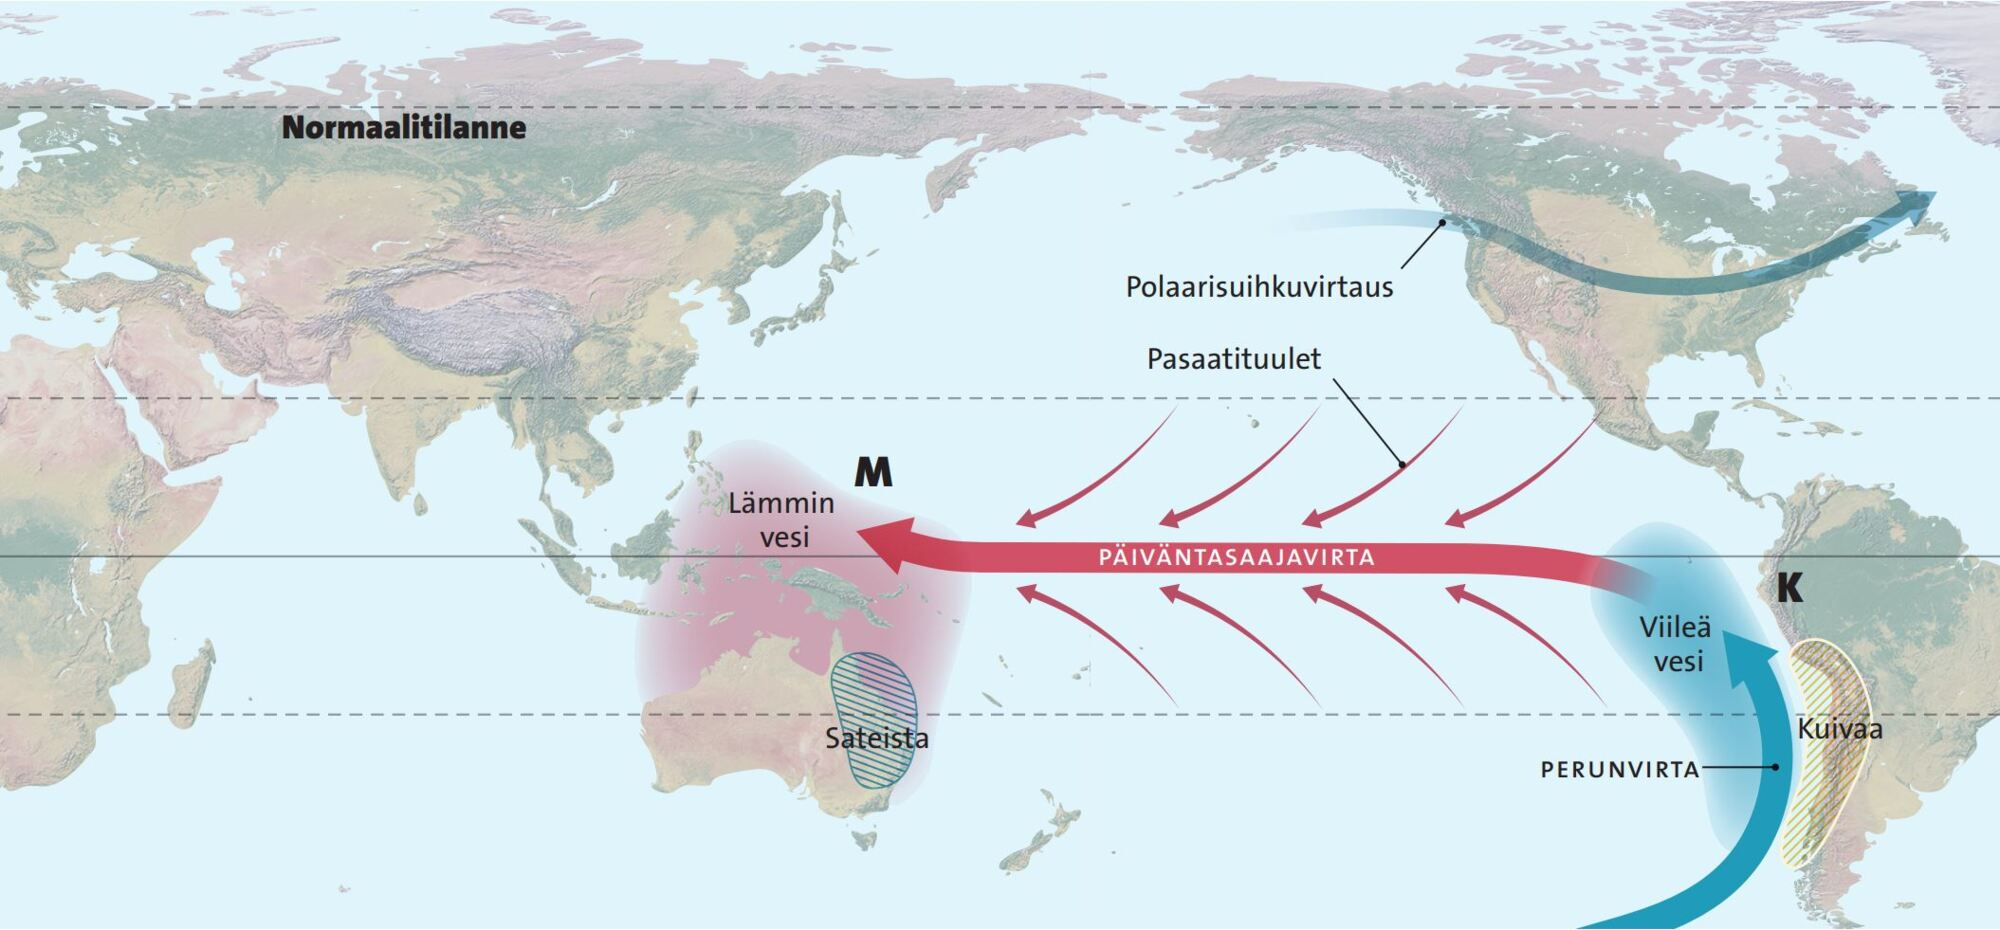 Normaalitilanne
Polaarisuihkuvirtaus
Pasaatituulet
M
Lämmin
vesi
PÄIVÄNTASAAJAVIRTA
K
Viileä
vesi
Sateista
Kuivaa
PERUNVIRTA